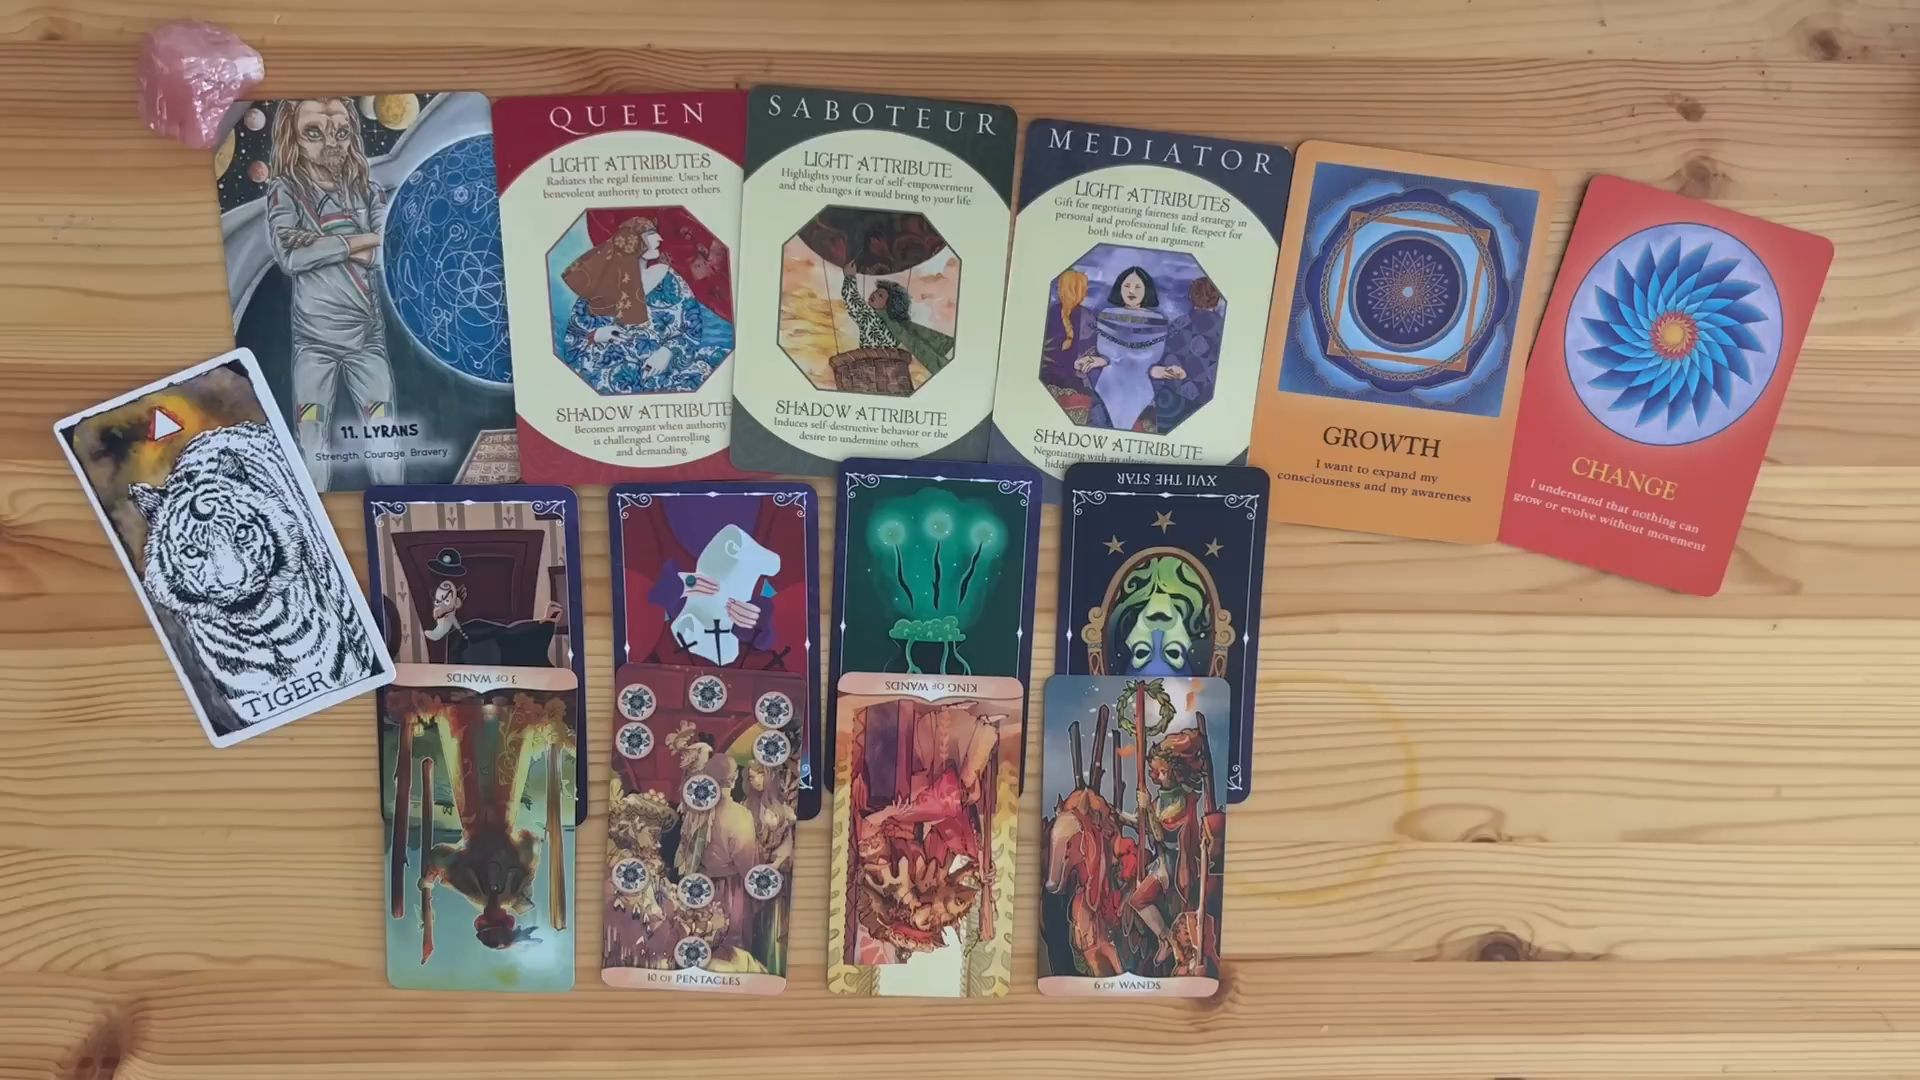 11. LYRANS
Strength. Courage. Bravery.
QUEEN
LIGHT ATTRIBUTES
Radiates the regal feminine. Uses her
benevolent authority to protect others.
SHADOW ATTRIBUTE
Becomes arrogant when authority
is challenged. Controlling
and demanding.
SABOTEUR
LIGHT ATTRIBUTE
Highlights your fear of self-empowerment
and the changes it would bring to your life.
SHADOW ATTRIBUTE
Induces self-destructive behavior or the
desire to undermine others.
MEDIATOR
LIGHT ATTRIBUTES
Gift for negotiating fairness and strategy in
personal and professional life. Respect for
both sides of an argument.
SHADOW ATTRIBUTE
Negotiating with an
GROWTH
I want to expand my
consciousness and my awareness
CHANGE
I understand that nothing can
grow or evolve without movement
TIGER
XVII THE STAR
3 OF WANDS
10 OF PENTACLES
KING OF WANDS
6 OF WANDS